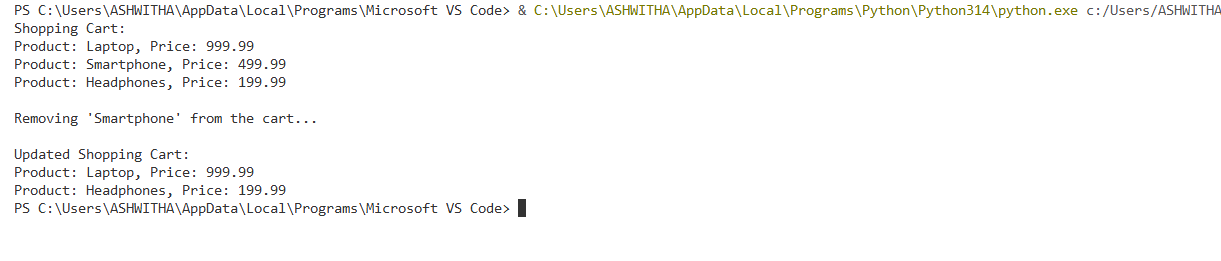 PS C:\Users\ASHWITHA\AppData\Local\Programs\Microsoft VS Code> & C:\Users\ASHWITHA\AppData\Local\Programs\Python\Python314\python.exe c:/Users/ASHWITHA
Shopping Cart:
Product: Laptop, Price: 999.99
Product: Smartphone, Price: 499.99
Product: Headphones, Price: 199.99
Removing 'Smartphone' from the cart...
Updated Shopping Cart:
Product: Laptop, Price: 999.99
Product: Headphones, Price: 199.99
PS C:\Users\ASHWITHA\AppData\Local\Programs\Microsoft VS Code>